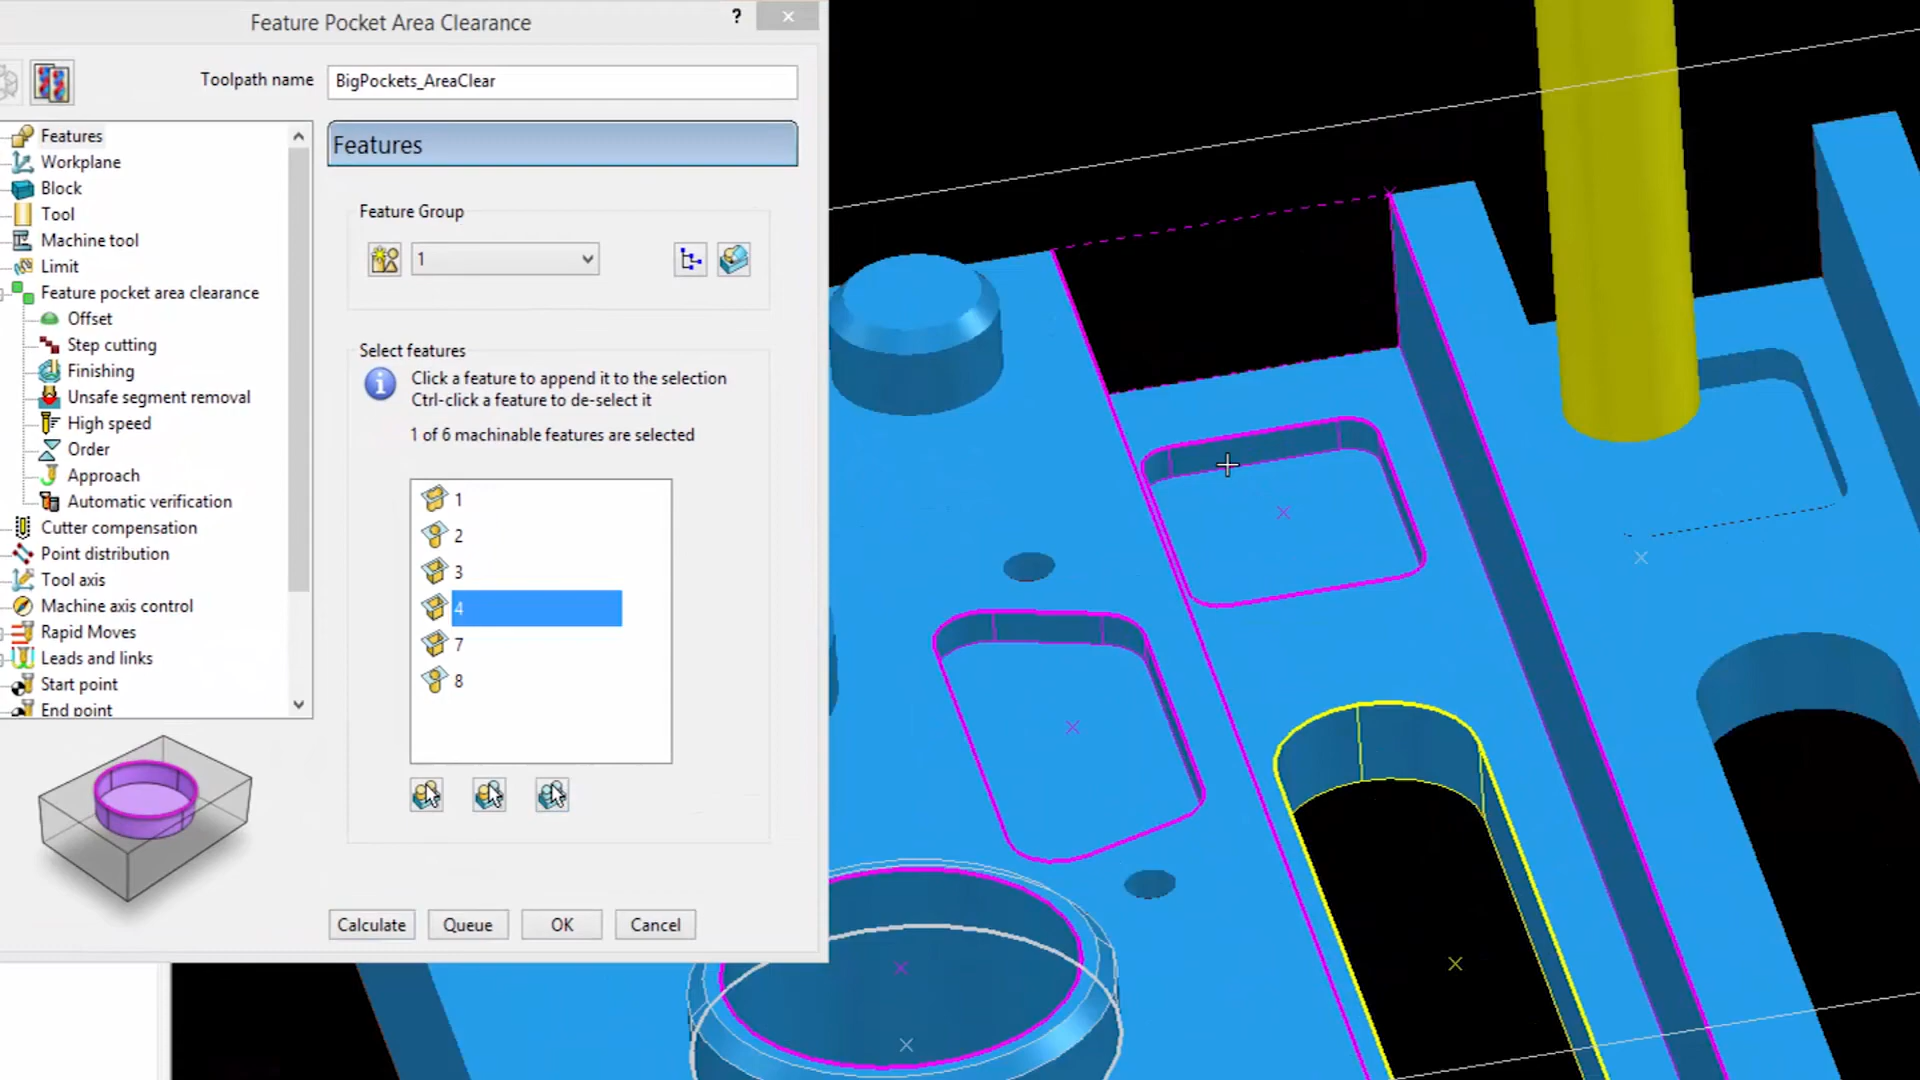 Feature Pocket Area Clearance
?
Toolpath name
BigPockets_AreaClear
Features
Workplane
Block
Tool
Machine tool
Limit
Feature pocket area clearance
Offset
Step cutting
Finishing
Unsafe segment removal
High speed
Order
Approach
Automatic verification
Cutter compensation
Point distribution
Tool axis
Machine axis control
Rapid Moves
Leads and links
Start point
End point
Features
Feature Group
1
Select features
Click a feature to append it to the selection
Ctrl-click a feature to de-select it
1 of 6 machinable features are selected
1
2
3
4
7
8
Calculate
Queue
OK
Cancel